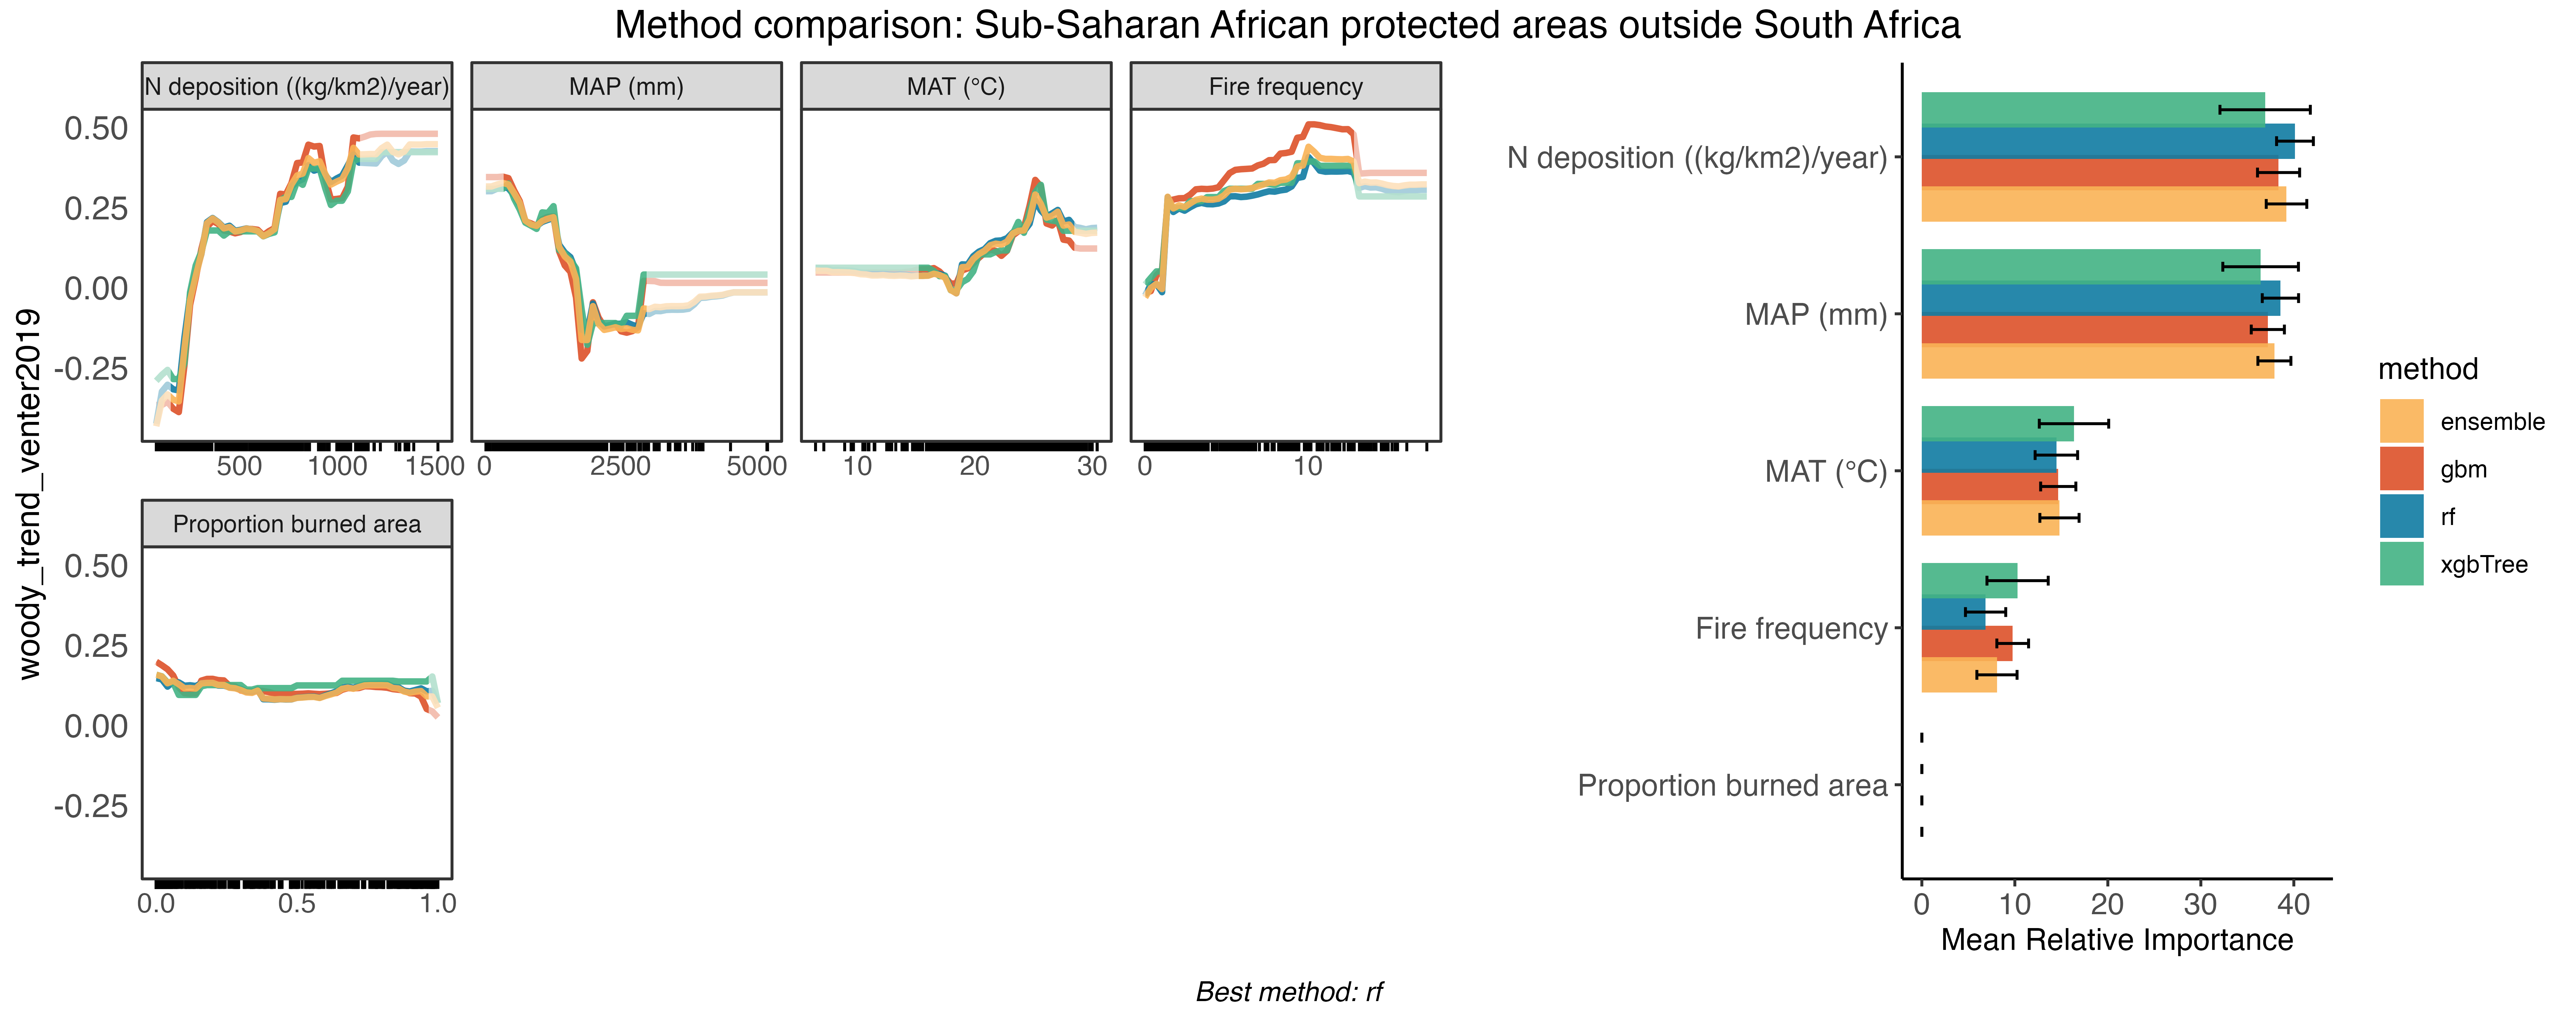 Method comparison: Sub-Saharan African protected areas outside South Africa
N deposition ((kg/km2)/year)
MAP (mm)
MAT (°C)
Fire frequency
0.50
0.25
0.00
-0.25
500 1000 1500
0 2500 5000
10 20 30
0 10
Proportion burned area
0.50
0.25
0.00
-0.25
0.0 0.5 1.0
woody_trend_venter2019
N deposition ((kg/km2)/year)
MAP (mm)
MAT (°C)
Fire frequency
Proportion burned area
0 10 20 30 40
Mean Relative Importance
method
ensemble
gbm
rf
xgbTree
Best method: rf